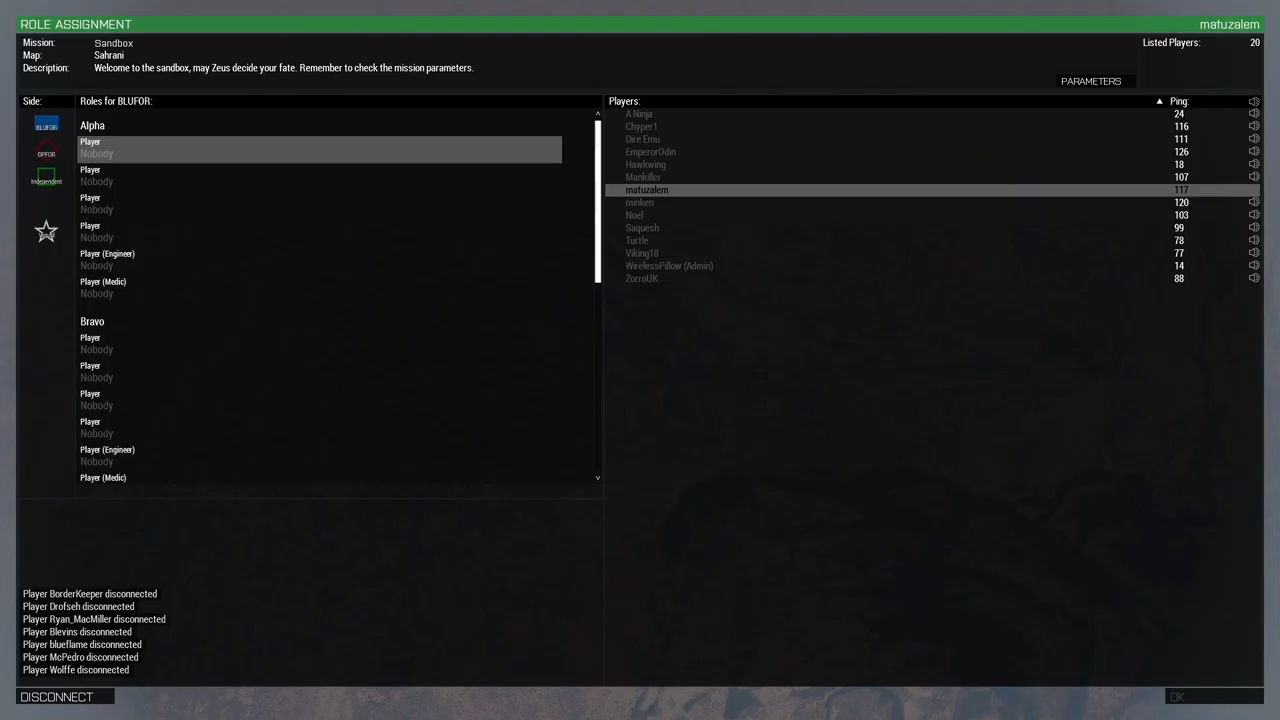 ROLE ASSIGNMENT matuzalem
Mission: Sandbox
Listed Players: 20
Map: Sahrani
Description: Welcome to the sandbox, may Zeus decide your fate. Remember to check the mission parameters.
PARAMETERS
Side:
BLUFOR
OPFOR
Independent
Roles for BLUFOR:
Alpha
Player
Nobody
Player
Nobody
Player
Nobody
Player
Nobody
Player (Engineer)
Nobody
Player (Medic)
Nobody
Bravo
Player
Nobody
Player
Nobody
Player
Nobody
Player
Nobody
Player (Engineer)
Nobody
Player (Medic)
Players: Ping:
A Ninja 24
Chyper1 116
Dire Emu 111
EmperorOdin 126
Hawkwing 18
Mankiller 107
matuzalem 117
minken 120
Noel 103
Saquesh 99
Turtle 78
Viking18 77
WirelessPillow (Admin) 14
ZorroUK 88
Player BorderKeeper disconnected
Player Drofseh disconnected
Player Ryan_MacMiller disconnected
Player Blevins disconnected
Player blueflame disconnected
Player McPedro disconnected
Player Wolffe disconnected
DISCONNECT OK